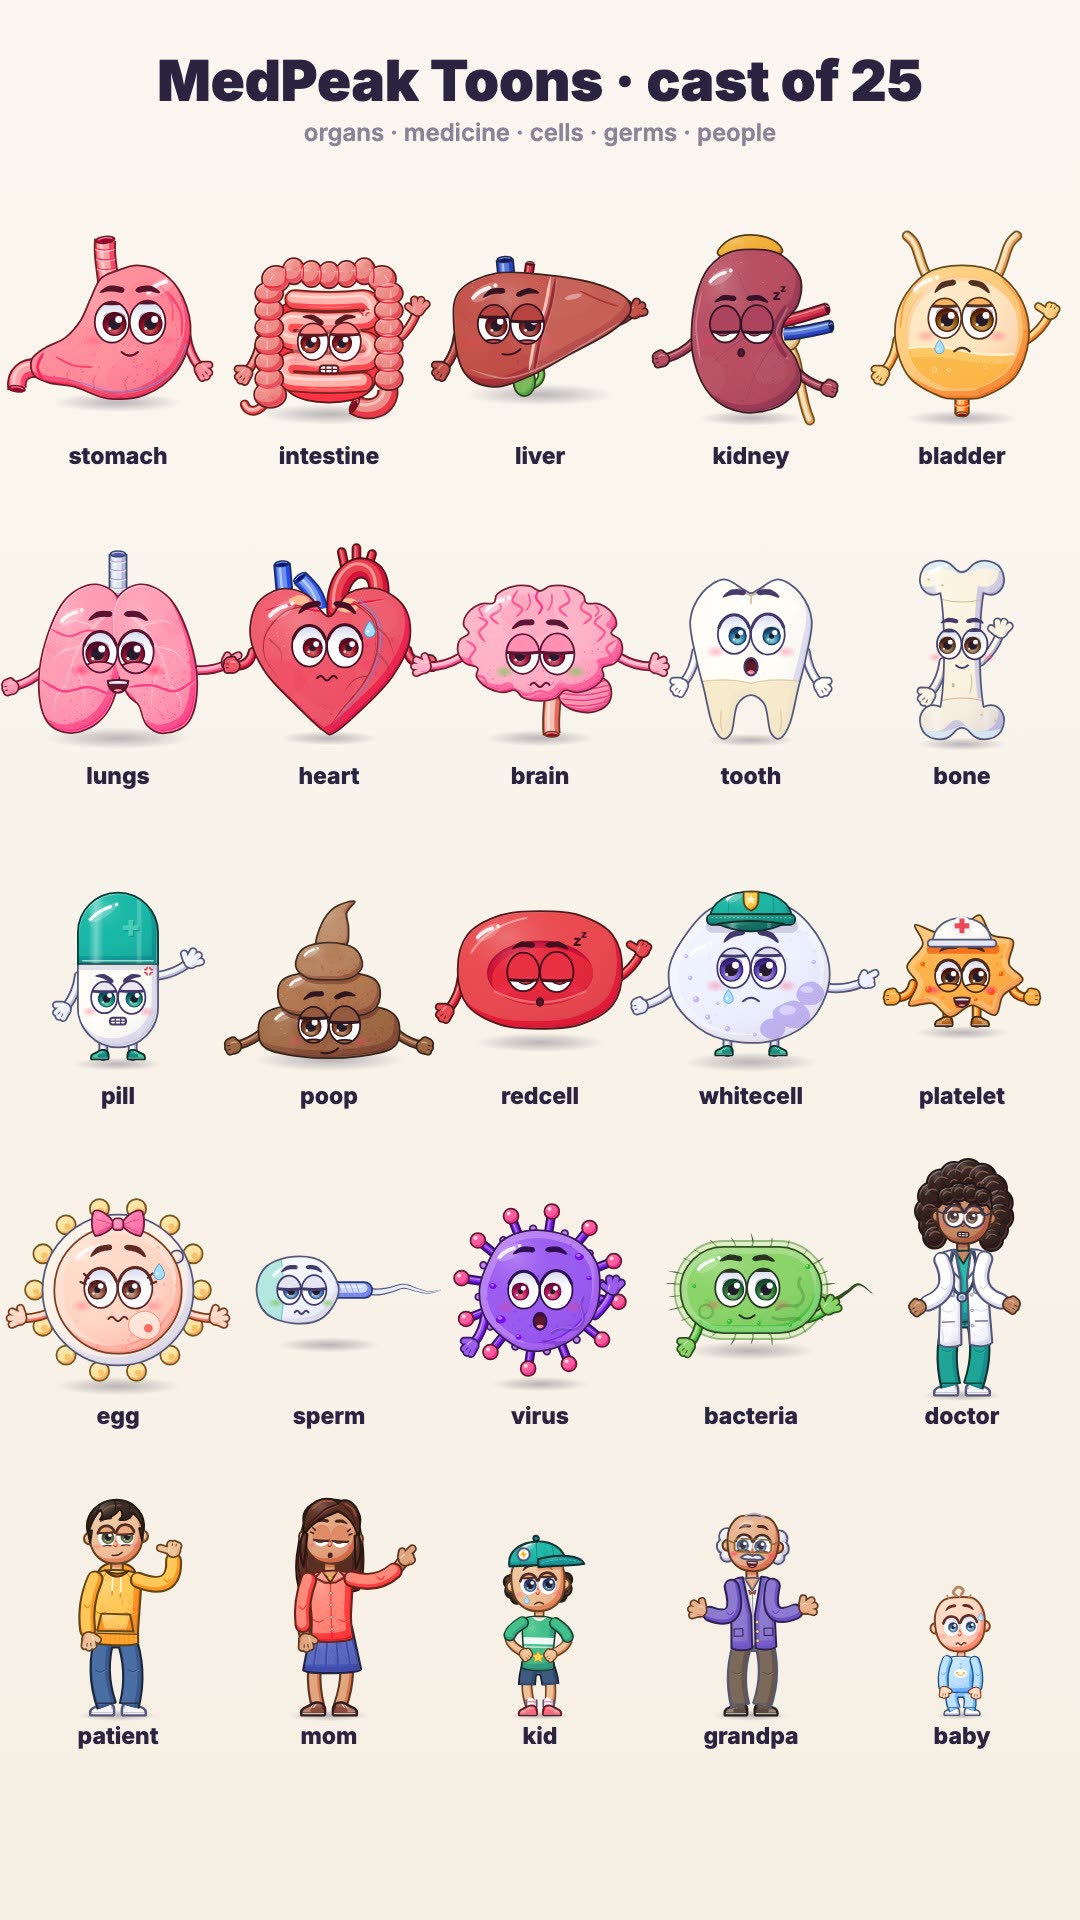 MedPeak Toons · cast of 25
organs · medicine · cells · germs · people
z z
stomach intestine liver kidney bladder
lungs heart brain tooth bone
z z
pill poop redcell whitecell platelet
egg sperm virus bacteria doctor
patient mom kid grandpa baby